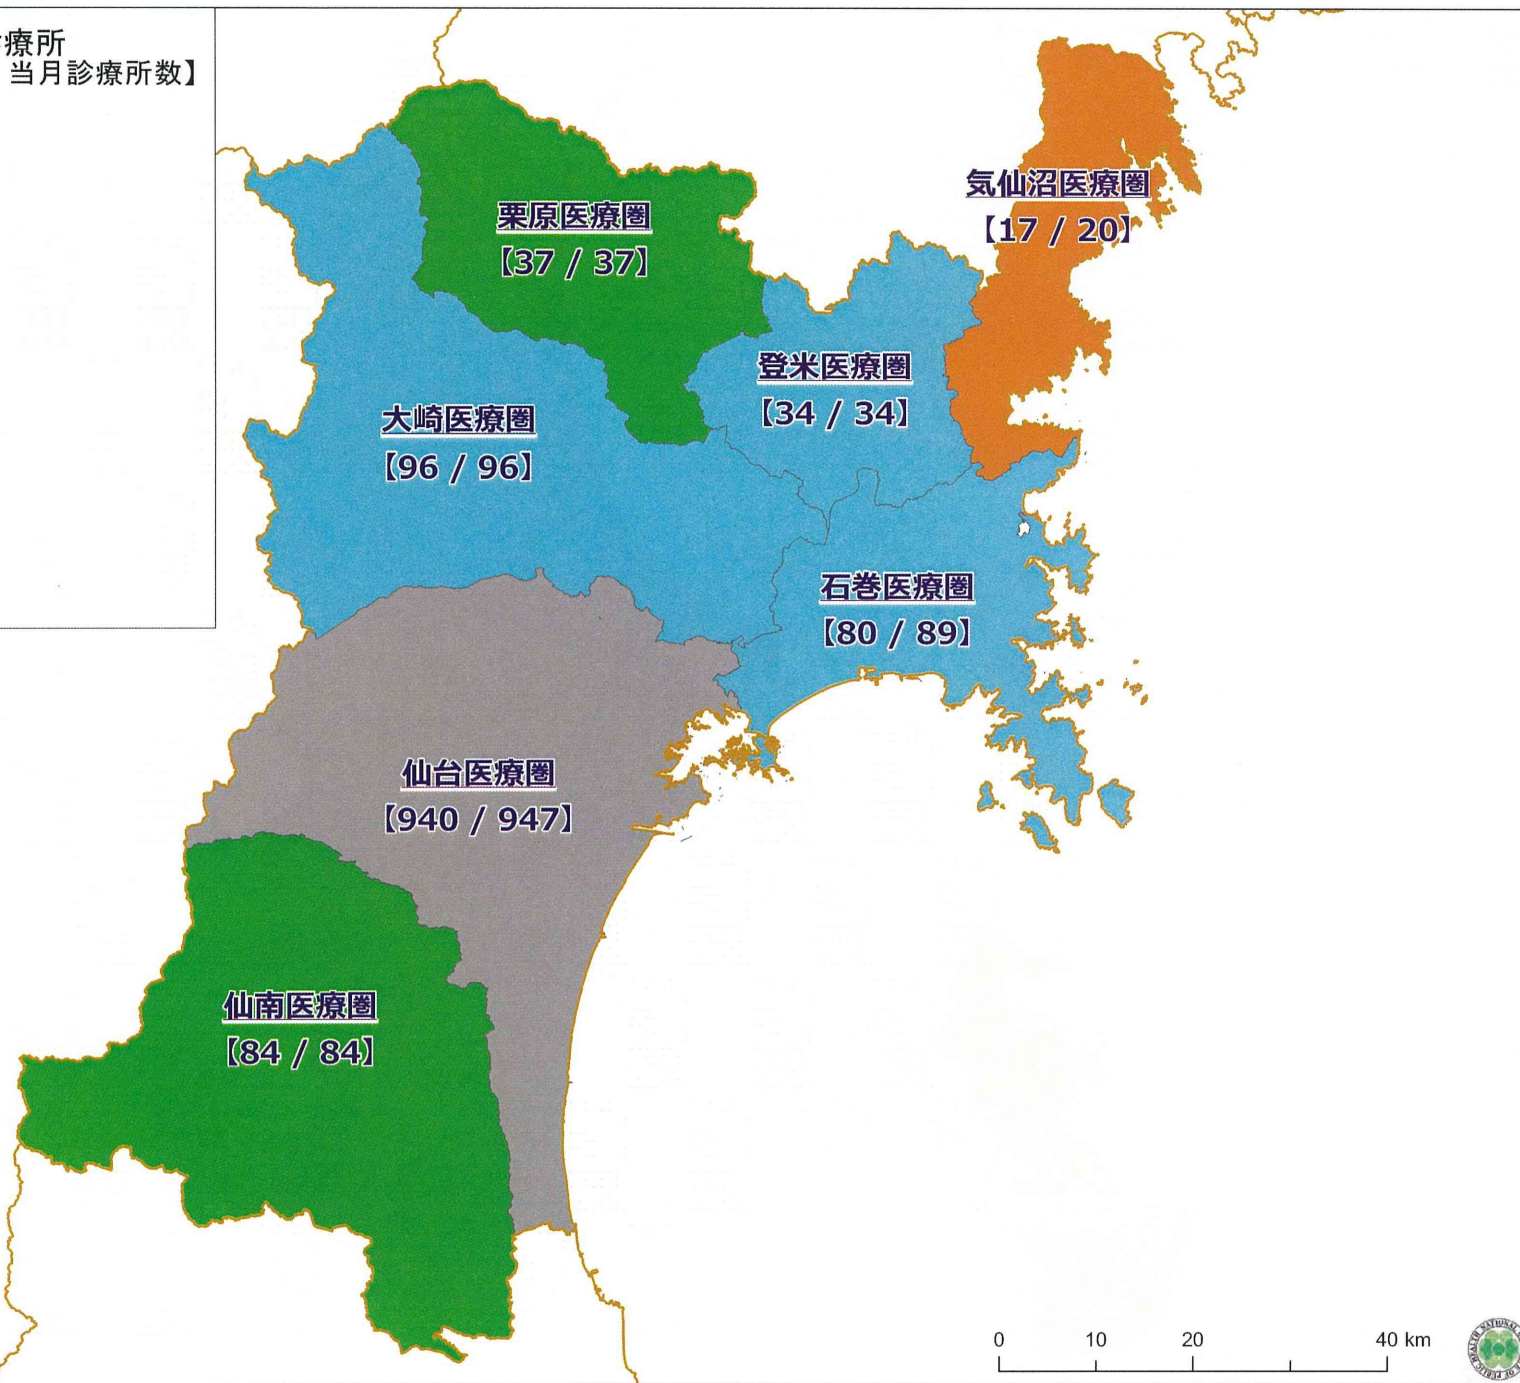 療所
当月診療所数】
気仙沼医療圏
【17 / 20】
栗原医療圏
【37 / 37】
登米医療圏
【34 / 34】
大崎医療圏
【96 / 96】
石巻医療圏
【80 / 89】
仙台医療圏
【940 / 947】
仙南医療圏
【84 / 84】
0 10 20 40 km